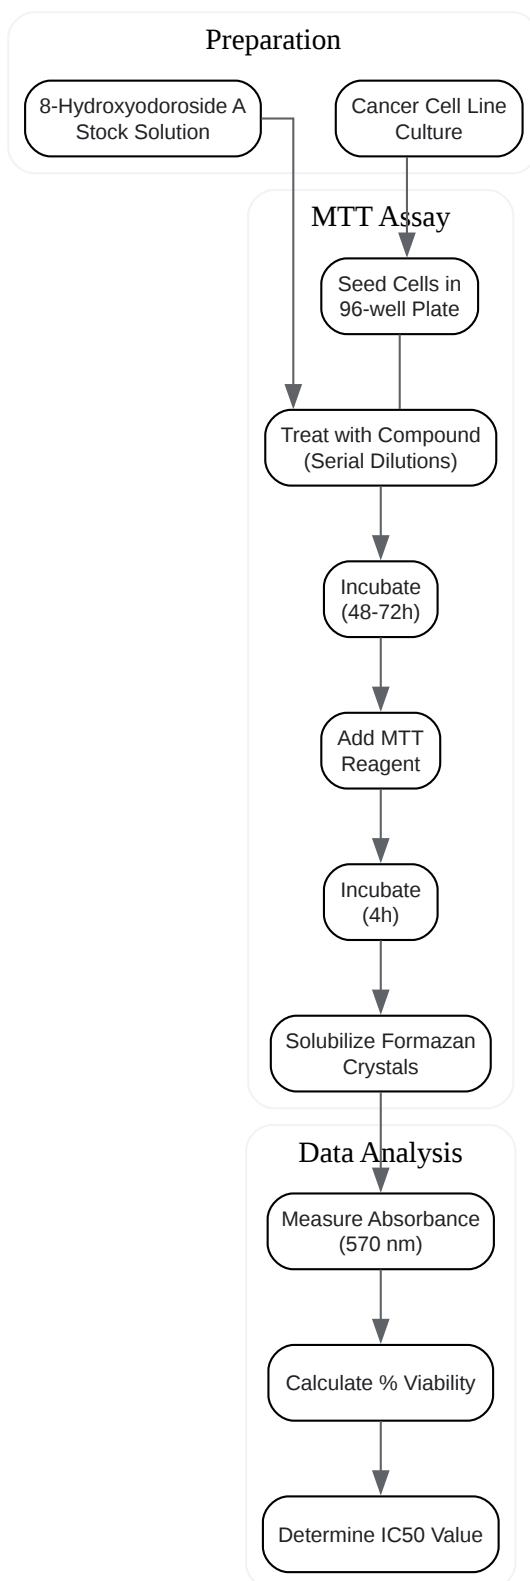 Preparation
8-Hydroxyodoroside A
Stock Solution
Cancer Cell Line
Culture
MTT Assay
Seed Cells in
96-well Plate
Treat with Compound
(Serial Dilutions)
Incubate
(48-72h)
Add MTT
Reagent
Incubate
(4h)
Solubilize Formazan
Crystals
Data Analysis
Measure Absorbance
(570 nm)
Calculate % Viability
Determine IC50 Value